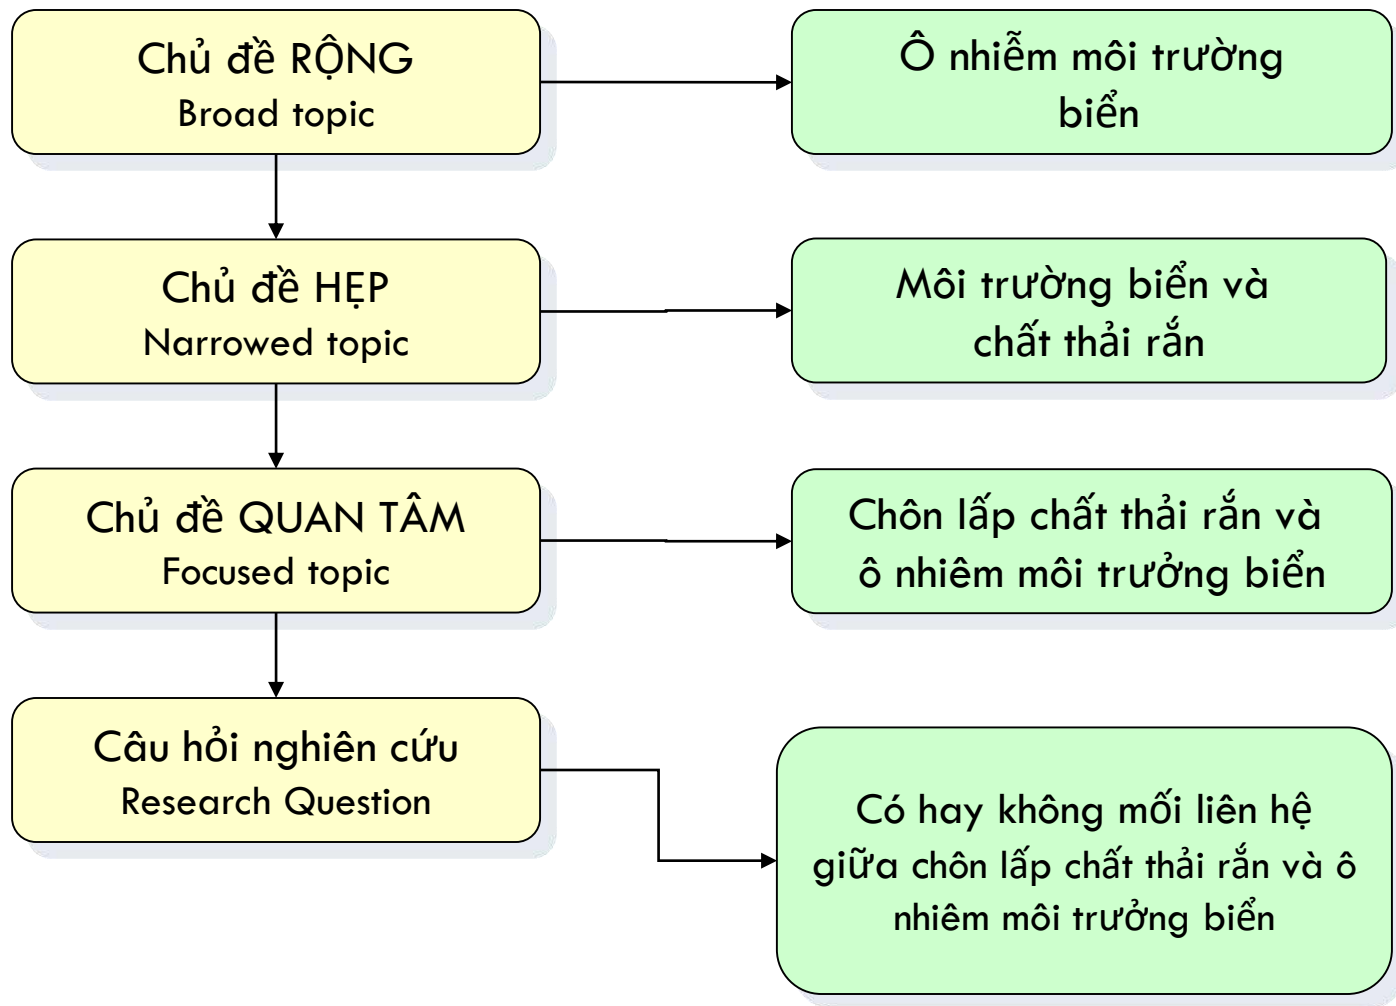 Chủ đề RỘNG
Broad topic
Ô nhiễm môi trường
biển
Chủ đề HẸP
Narrowed topic
Môi trường biển và
chất thải rắn
Chủ đề QUAN TÂM
Focused topic
Chôn lấp chất thải rắn và
ô nhiêm môi trưởng biển
Câu hỏi nghiên cứu
Research Question
Có hay không mối liên hệ
giữa chôn lấp chất thải rắn và ô
nhiêm môi trưởng biển